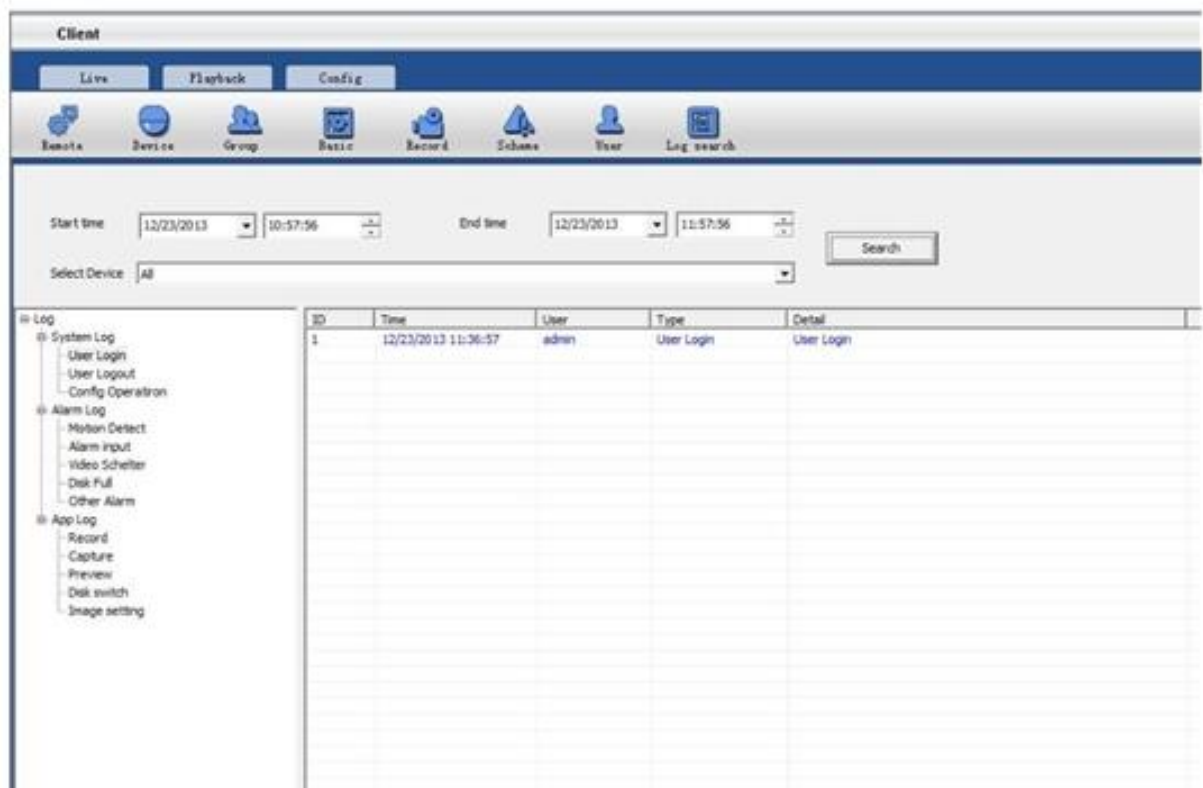 Client
Live Playback Config
Remote Device Group Basic Record Scheme User Log search
Start time 12/23/2013 10:57:56 End time 12/23/2013 11:57:56
Search
Select Device All
Log
System Log
User Login
User Logout
Config Operatiron
Alarm Log
Motion Detect
Alarm input
Video Schelter
Disk Full
Other Alarm
App Log
Record
Capture
Preview
Disk switch
Image setting
ID Time User Type Detail
1 12/23/2013 11:36:57 admin User Login User Login